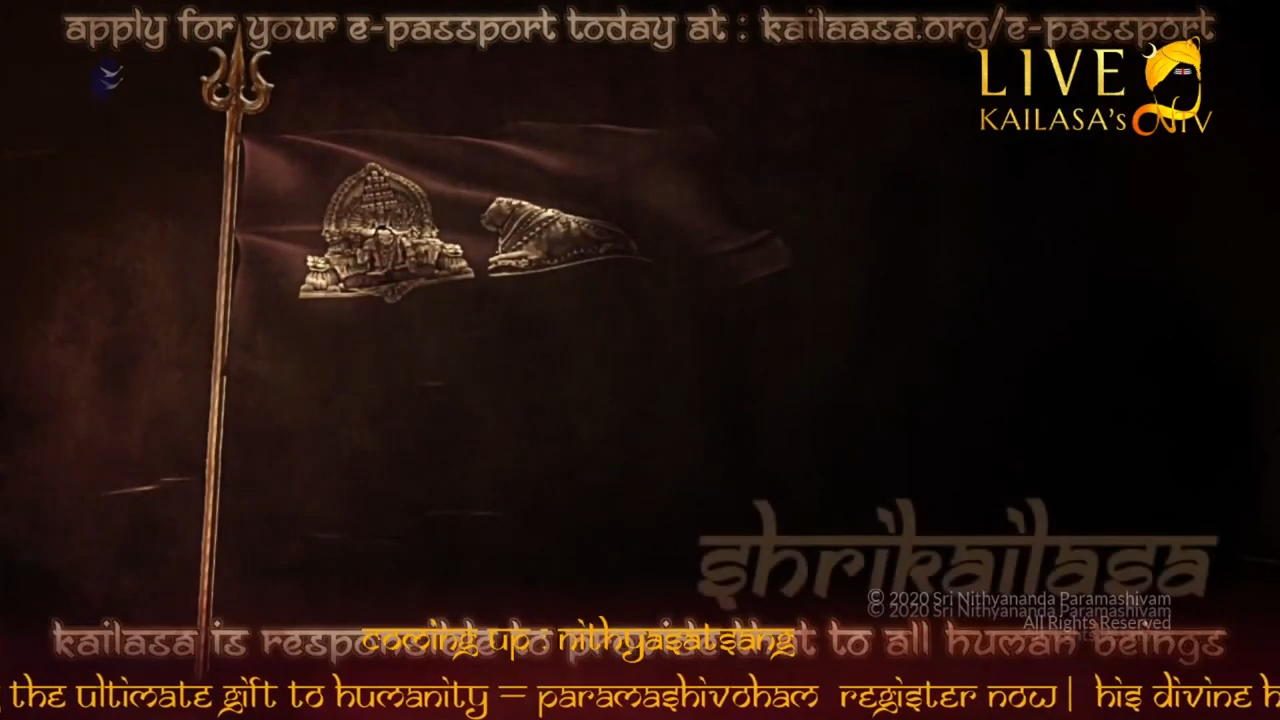 apply for your e-passport today at : kailaasa.org/e-passport
LIVE
KAILASA's NTV
shrikailasa
© 2020 Sri Nithyananda Paramashivam
© 2020 Sri Nithyananda Paramashivam
All Rights Reserved
kailasa is to to all human beings
coming up : nithyasatsang
the ultimate gift to humanity – paramashivoham register now | his divine